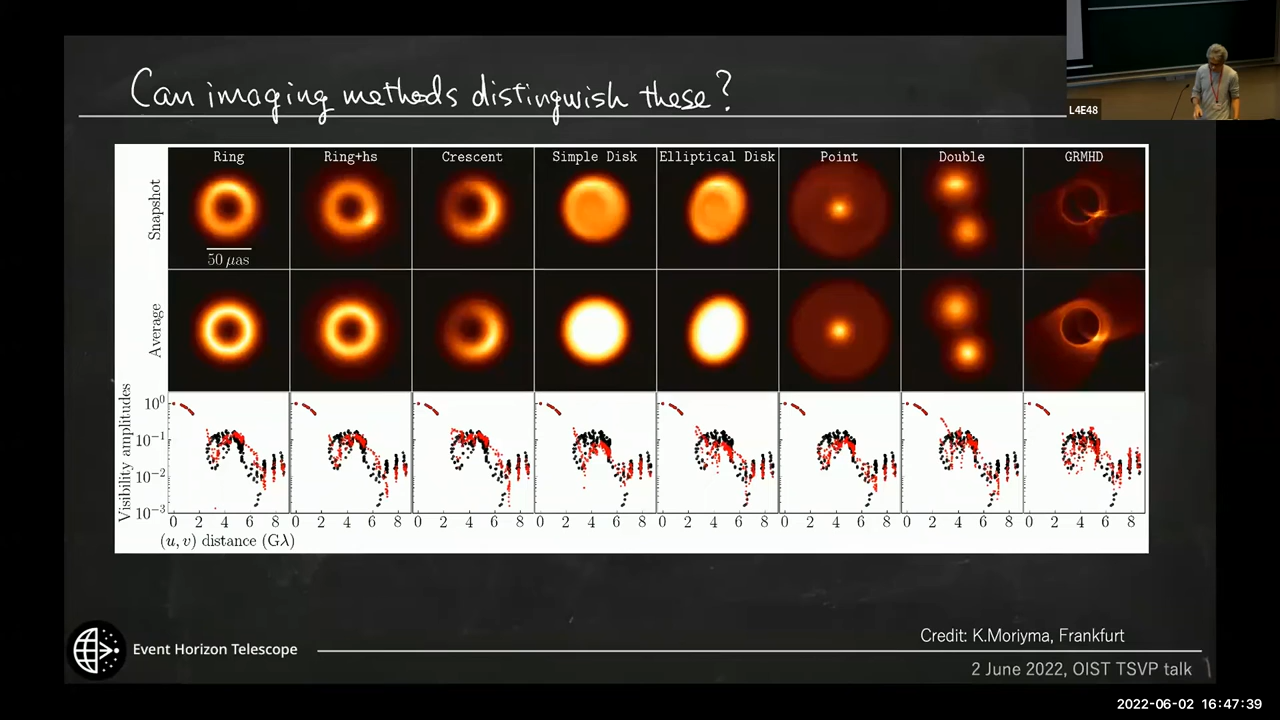 Can imaging methods distingwish these?
L4E48
Ring Ring+hs Crescent Simple Disk Elliptical Disk Point Double GRMHD
Snapshot
50 μas
Average
Visibility amplitudes
10⁰
10⁻¹
10⁻²
10⁻³
0 2 4 6 8 0 2 4 6 8 0 2 4 6 8 0 2 4 6 8 0 2 4 6 8 0 2 4 6 8 0 2 4 6 8 0 2 4 6 8
(u, v) distance (Gλ)
Credit: K.Moriyma, Frankfurt
Event Horizon Telescope
2 June 2022, OIST TSVP talk
2022-06-02 16:47:39